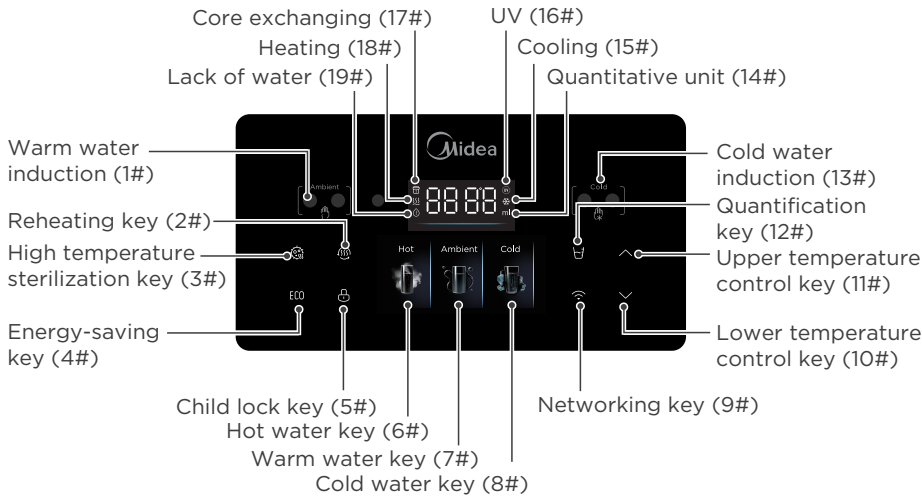 Core exchanging (17#)
UV (16#)
Heating (18#)
Cooling (15#)
Lack of water (19#)
Quantitative unit (14#)
Midea
Warm water
induction (1#)
Ambient
Cold
Cold water
induction (13#)
UV
ml
Reheating key (2#)
Quantification
key (12#)
High temperature
sterilization key (3#)
Hot
Ambient
Cold
Upper temperature
control key (11#)
ECO
Energy-saving
key (4#)
Lower temperature
control key (10#)
Child lock key (5#)
Networking key (9#)
Hot water key (6#)
Warm water key (7#)
Cold water key (8#)